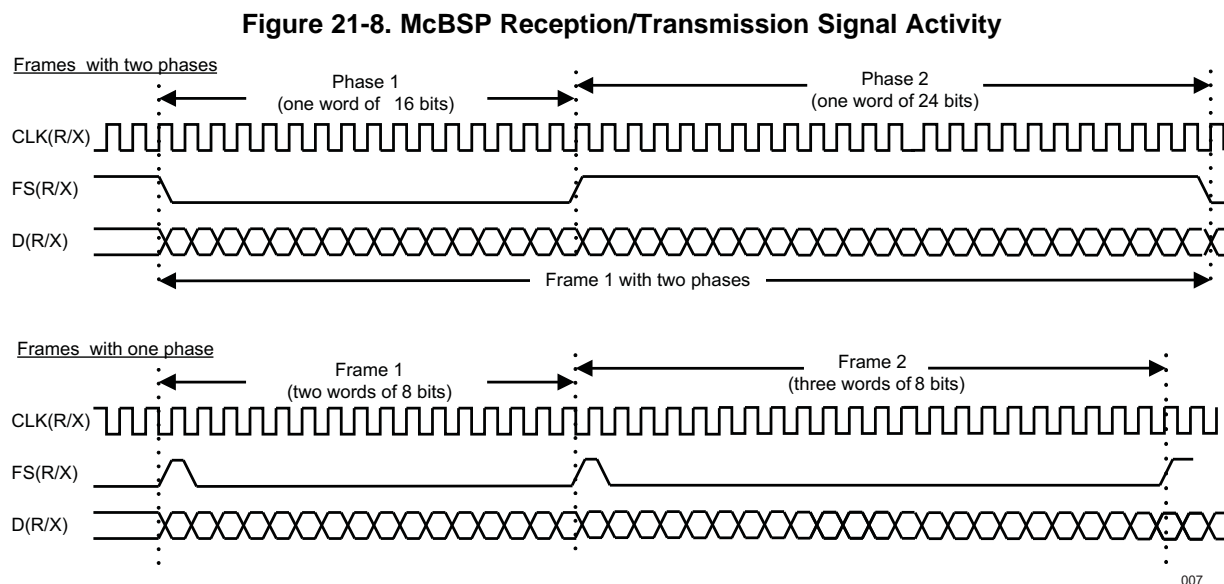 Figure 21-8. McBSP Reception/Transmission Signal Activity
Frames with two phases
Phase 1
(one word of 16 bits)
Phase 2
(one word of 24 bits)
CLK(R/X)
FS(R/X)
D(R/X)
Frame 1 with two phases
Frames with one phase
Frame 1
(two words of 8 bits)
Frame 2
(three words of 8 bits)
CLK(R/X)
FS(R/X)
D(R/X)
007